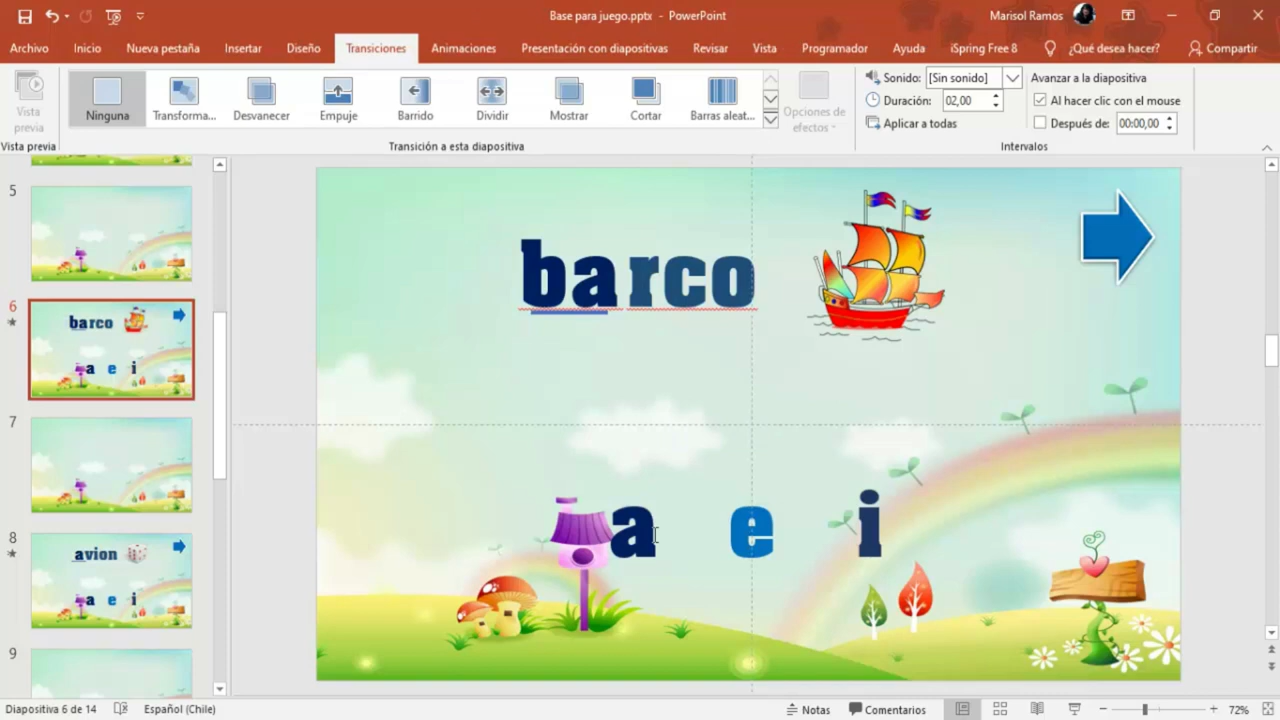 Base para juego.pptx - PowerPoint
Marisol Ramos
Archivo Inicio Nueva pestaña Insertar Diseño Transiciones Animaciones Presentación con diapositivas Revisar Vista Programador Ayuda iSpring Free 8 ¿Qué desea hacer? Compartir
Vista previa
Ninguna Transforma... Desvanecer Empuje Barrido Dividir Mostrar Cortar Barras aleat...
Opciones de efectos
Sonido: [Sin sonido]
Duración: 02,00
Aplicar a todas
Avanzar a la diapositiva
Al hacer clic con el mouse
Después de: 00:00,00
Vista previa Transición a esta diapositiva Intervalos
5
6
barco
a e i
7
8
avion
a e i
9
barco
a e i
Diapositiva 6 de 14 Español (Chile) Notas Comentarios 72%